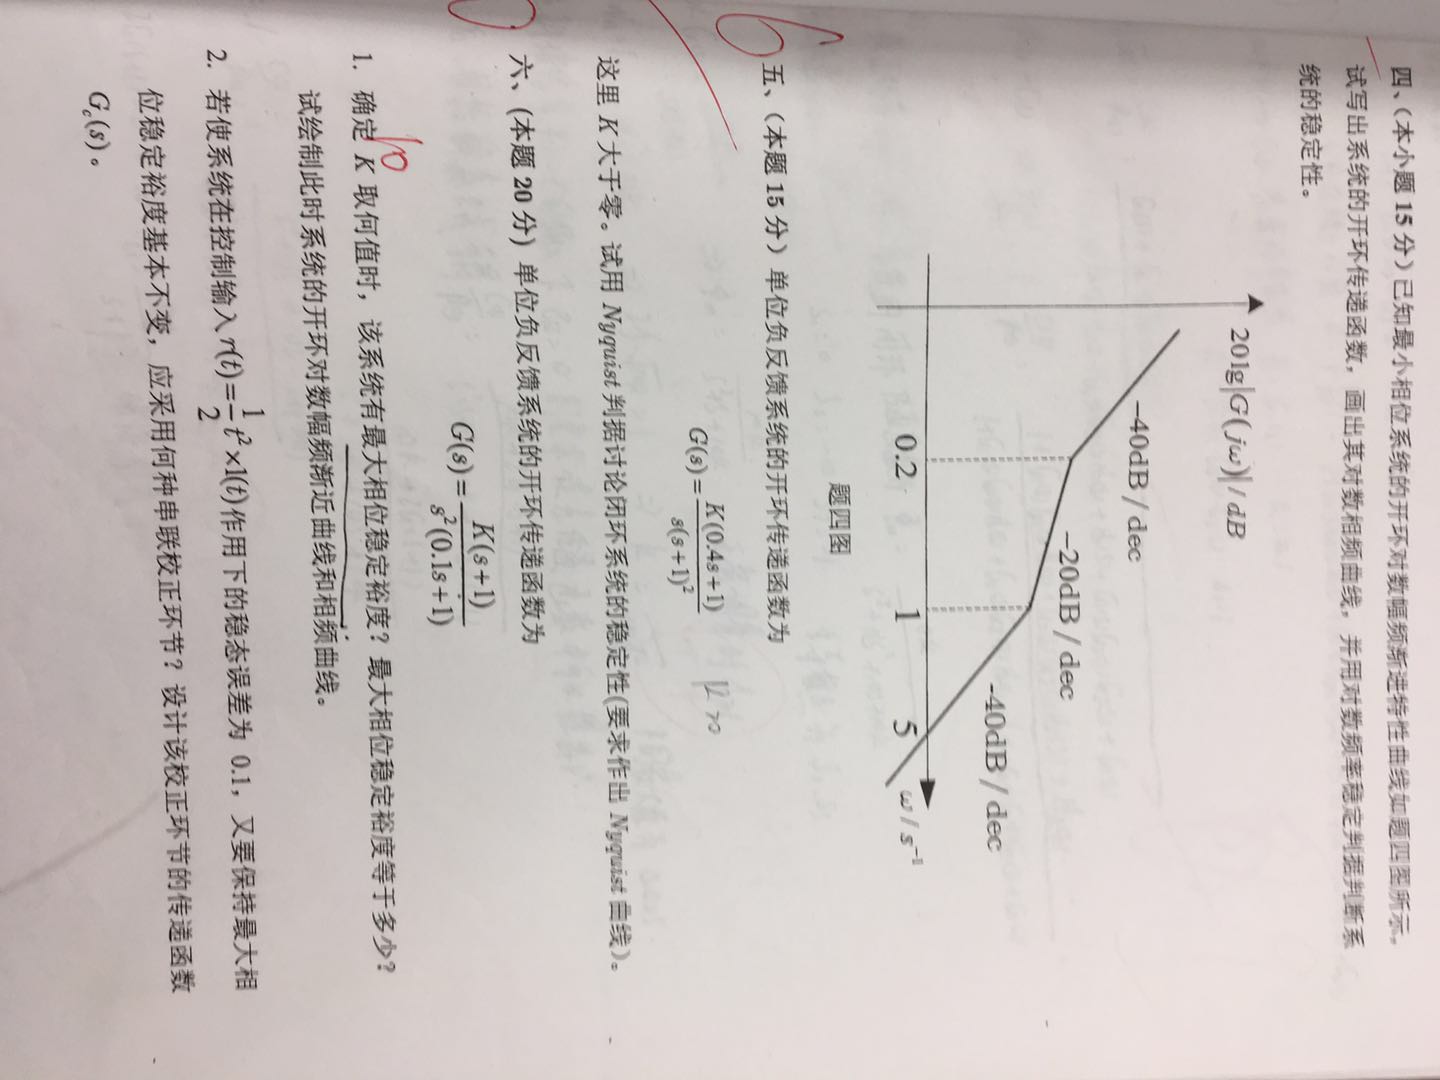 四、（本小题 15 分）已知最小相位系统的开环对数幅频渐进特性曲线如题四图所示。
试写出系统的开环传递函数，画出其对数相频曲线，并用对数频率稳定判据判断系
统的稳定性。
20lg|G(jω)|/dB
−40dB/dec
−20dB/dec
-40dB/dec
0.2 1 5 ω/s⁻¹
题四图
6
五、（本题 15 分）单位负反馈系统的开环传递函数为
G(s)=K(0.4s+1)/s(s+1)²
K>0
这里 K 大于零。试用 Nyquist 判据讨论闭环系统的稳定性(要求作出 Nyquist 曲线)。
六、(本题 20 分) 单位负反馈系统的开环传递函数为
G(s)=K(s+1)/s²(0.1s+1)
10
1. 确定 K 取何值时，该系统有最大相位稳定裕度？最大相位稳定裕度等于多少？
试绘制此时系统的开环对数幅频渐近曲线和相频曲线。
2. 若使系统在控制输入r(t)=1/2 t²×1(t)作用下的稳态误差为 0.1，又要保持最大相
位稳定裕度基本不变，应采用何种串联校正环节？设计该校正环节的传递函数
G_c(s)。